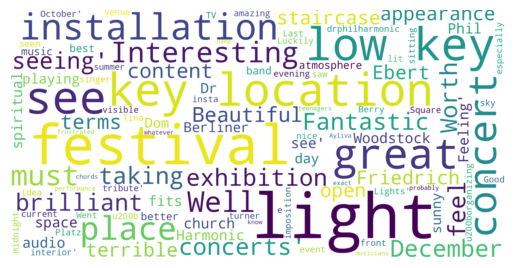 October' TV amazing
installation
staircase
appearance
low key
venue
Last
Luckily
drphilharmonic
especially
music best
seeing' Interesting
Phil
summer
singer
playing
band
atmosphere
sitting
lit
see
key location
content
Ebert
Worth
seen
evening
saw
insta
visible
spiritual
terms
Dr
Beautiful
Fantastic
Berry
Square
sky
Feeling
concert
festival
fina
Dom
Berliner
see'
Woodstock
nice
teenagers
Ayliva
frustrated
whatever
day
must
taking
exhibition
great
Friedrich
feel
Lights
Good
brilliant
Well
light
open
sunny
u200borganizing
idea
tribute'
chords
performance
fits
u200b
better
exact
probably
midnight
space
Went
Platz
church
turner
imposition
know
e
front
musicians
place
concerts
December
current
interior'
audio
terrible
Harmonic
event